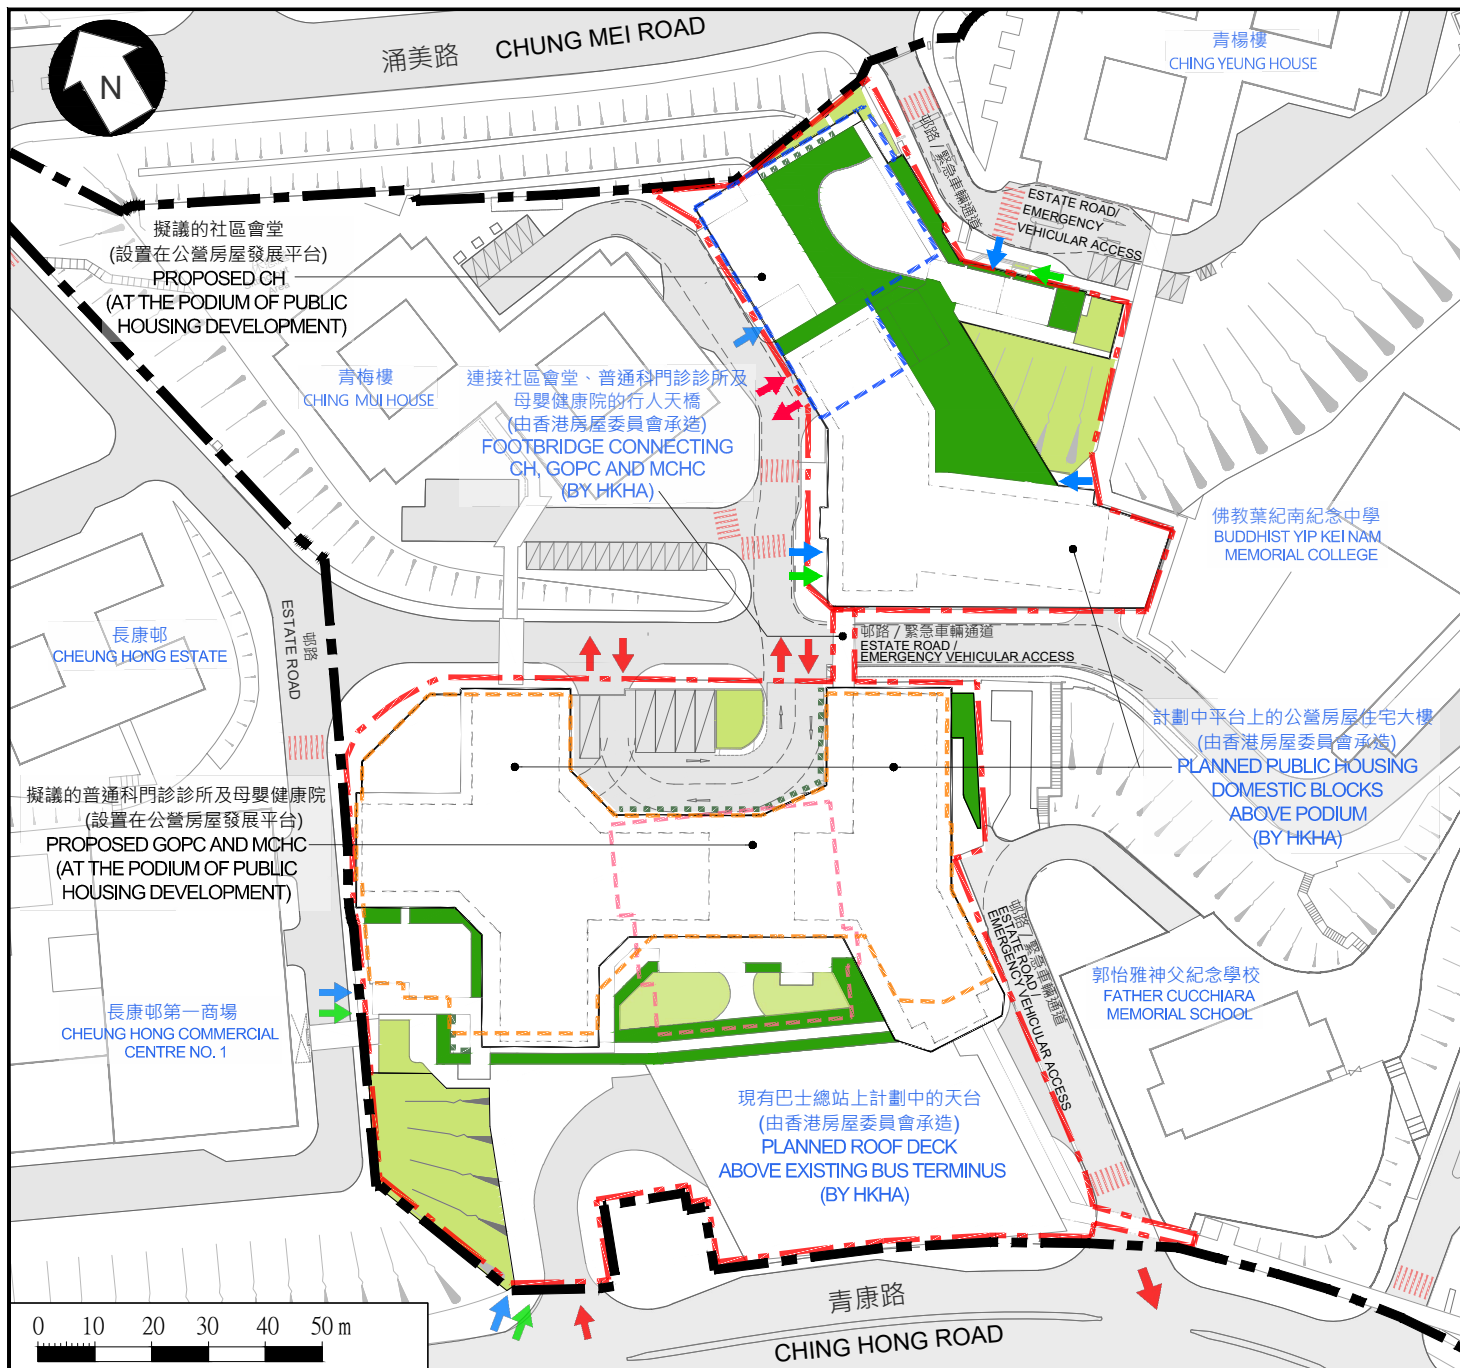 涌美路 CHUNG MEI ROAD
N
青楊樓
CHING YEUNG HOUSE
邨路 / 緊急車輛通道
ESTATE ROAD/
EMERGENCY
VEHICULAR ACCESS
擬議的社區會堂
(設置在公營房屋發展平台)
PROPOSED CH
(AT THE PODIUM OF PUBLIC
HOUSING DEVELOPMENT)
青梅樓
CHING MUI HOUSE
連接社區會堂、普通科門診診所及
母嬰健康院的行人天橋
(由香港房屋委員會承造)
FOOTBRIDGE CONNECTING
CH, GOPC AND MCHC
(BY HKHA)
佛教葉紀南紀念中學
BUDDHIST YIP KEI NAM
MEMORIAL COLLEGE
長康邨
CHEUNG HONG ESTATE
邨路
ESTATE ROAD
邨路 / 緊急車輛通道
ESTATE ROAD /
EMERGENCY VEHICULAR ACCESS
計劃中平台上的公營房屋住宅大樓
(由香港房屋委員會承造)
PLANNED PUBLIC HOUSING
DOMESTIC BLOCKS
ABOVE PODIUM
(BY HKHA)
擬議的普通科門診診所及母嬰健康院
(設置在公營房屋發展平台)
PROPOSED GOPC AND MCHC
(AT THE PODIUM OF PUBLIC
HOUSING DEVELOPMENT)
邨路 / 緊急車輛通道
ESTATE ROAD /
EMERGENCY VEHICULAR ACCESS
郭怡雅神父紀念學校
FATHER CUCCHIARA
MEMORIAL SCHOOL
長康邨第一商場
CHEUNG HONG COMMERCIAL
CENTRE NO. 1
現有巴士總站上計劃中的天台
(由香港房屋委員會承造)
PLANNED ROOF DECK
ABOVE EXISTING BUS TERMINUS
(BY HKHA)
青康路
CHING HONG ROAD
0 10 20 30 40 50 m